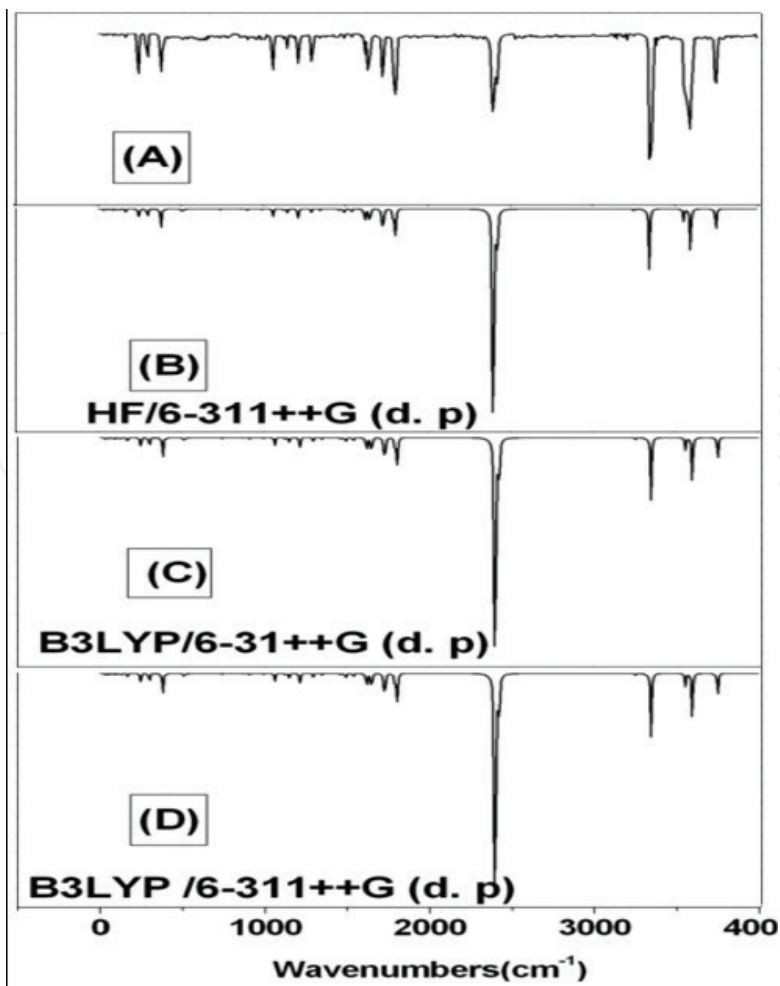 (A)
(B)
HF/6-311++G (d. p)
(C)
B3LYP/6-31++G (d. p)
(D)
B3LYP /6-311++G (d. p)
0 1000 2000 3000 400
Wavenumbers(cm⁻¹)